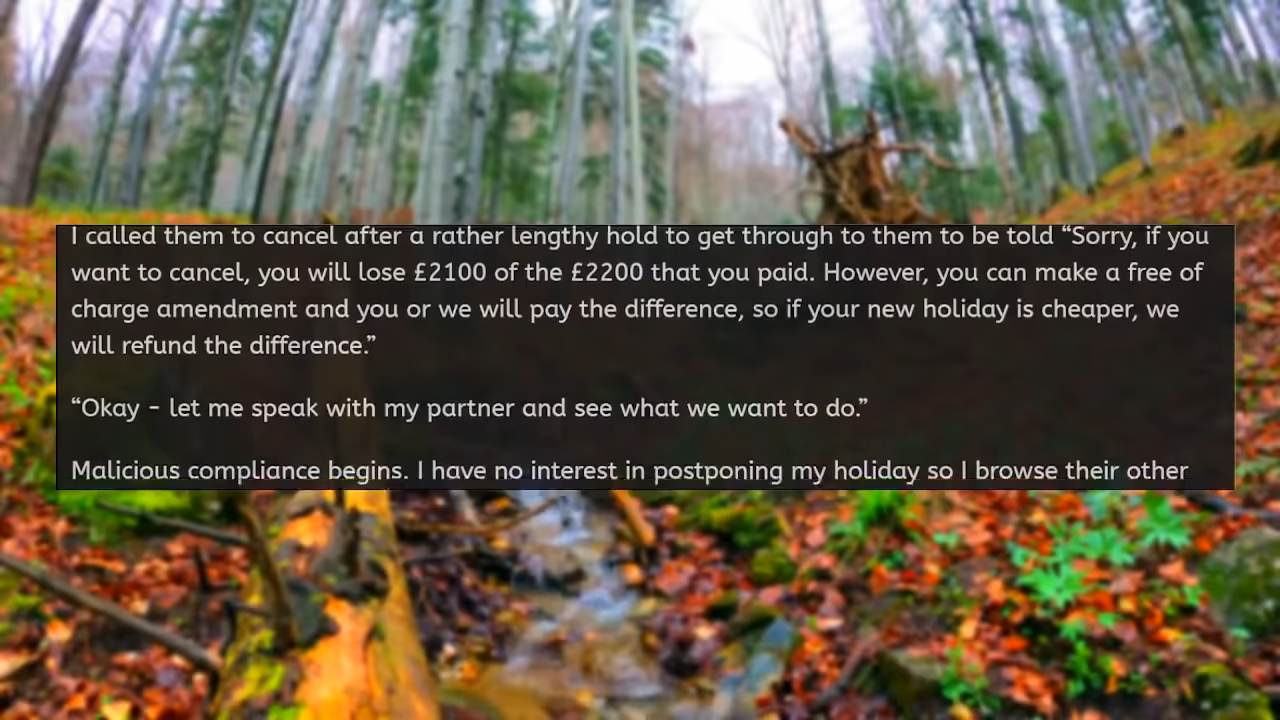 I called them to cancel after a rather lengthy hold to get through to them to be told “Sorry, if you
want to cancel, you will lose £2100 of the £2200 that you paid. However, you can make a free of
charge amendment and you or we will pay the difference, so if your new holiday is cheaper, we
will refund the difference.”
“Okay - let me speak with my partner and see what we want to do.”
Malicious compliance begins. I have no interest in postponing my holiday so I browse their other